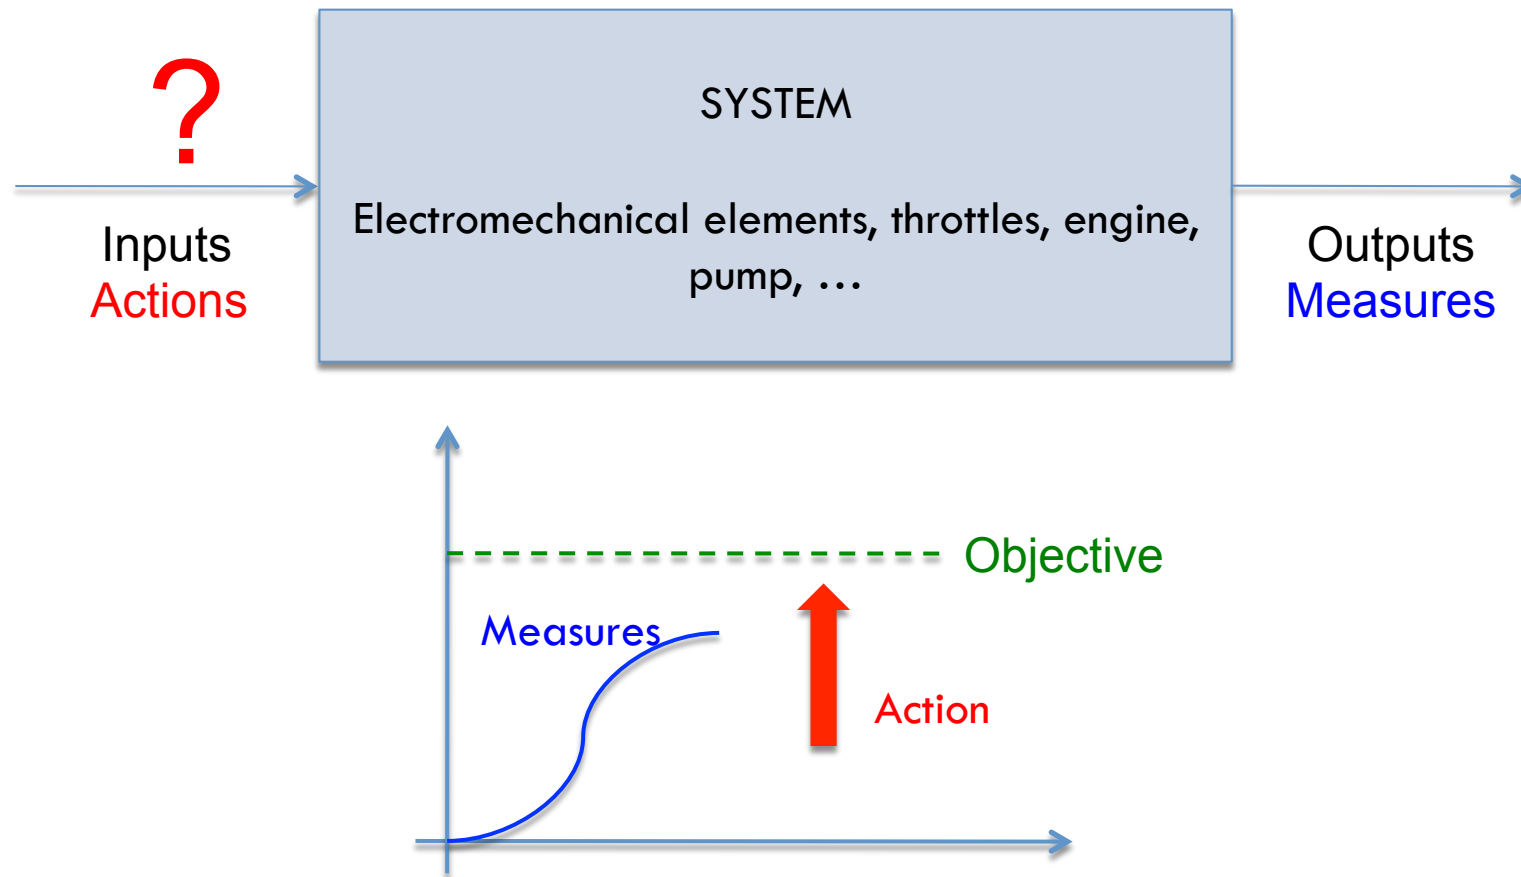 ?
SYSTEM
Electromechanical elements, throttles, engine,
pump, ...
Inputs
Actions
Outputs
Measures
Objective
Measures
Action